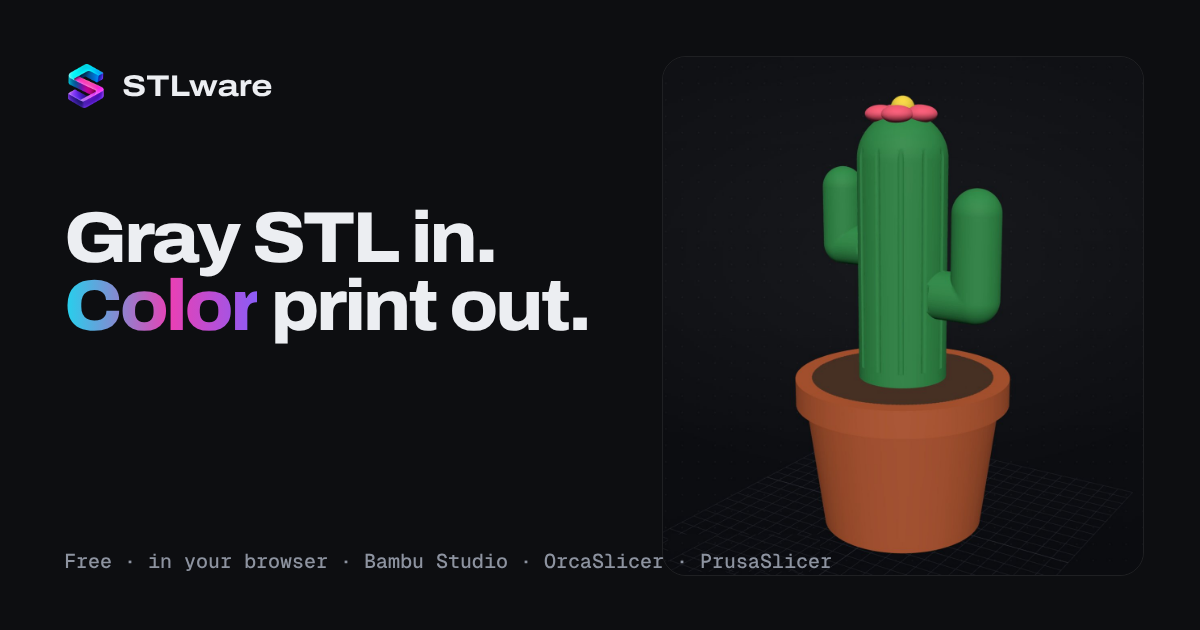 STLware
Gray STL in.
Color print out.
Free · in your browser · Bambu Studio · OrcaSlicer · PrusaSlicer